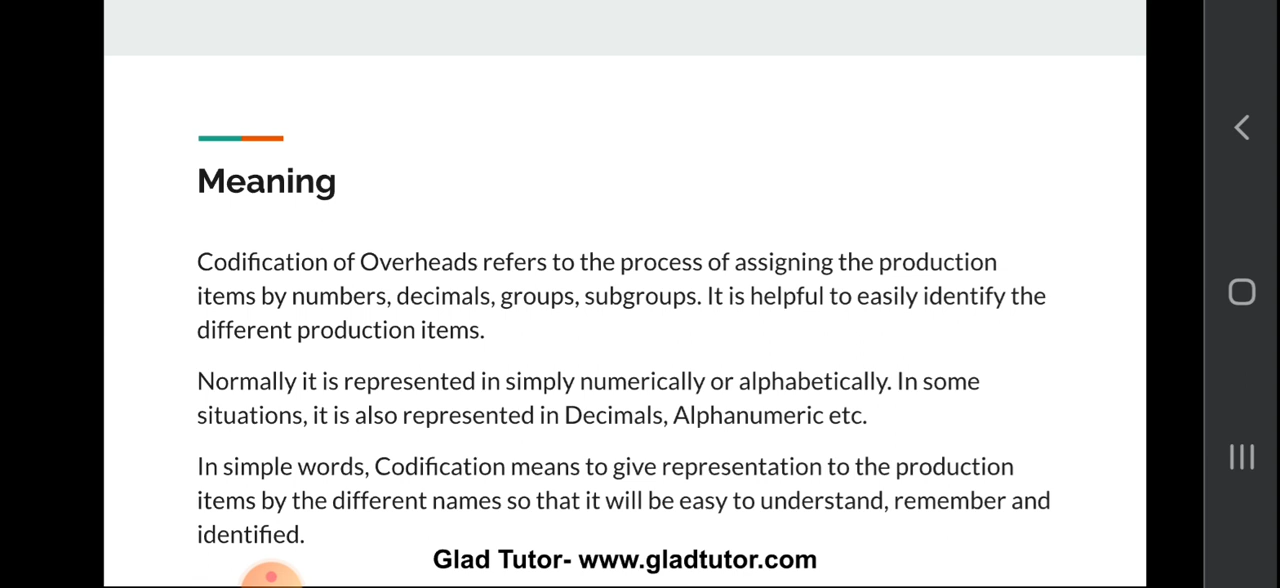 Meaning
Codification of Overheads refers to the process of assigning the production
items by numbers, decimals, groups, subgroups. It is helpful to easily identify the
different production items.
Normally it is represented in simply numerically or alphabetically. In some
situations, it is also represented in Decimals, Alphanumeric etc.
In simple words, Codification means to give representation to the production
items by the different names so that it will be easy to understand, remember and
identified.
Glad Tutor- www.gladtutor.com